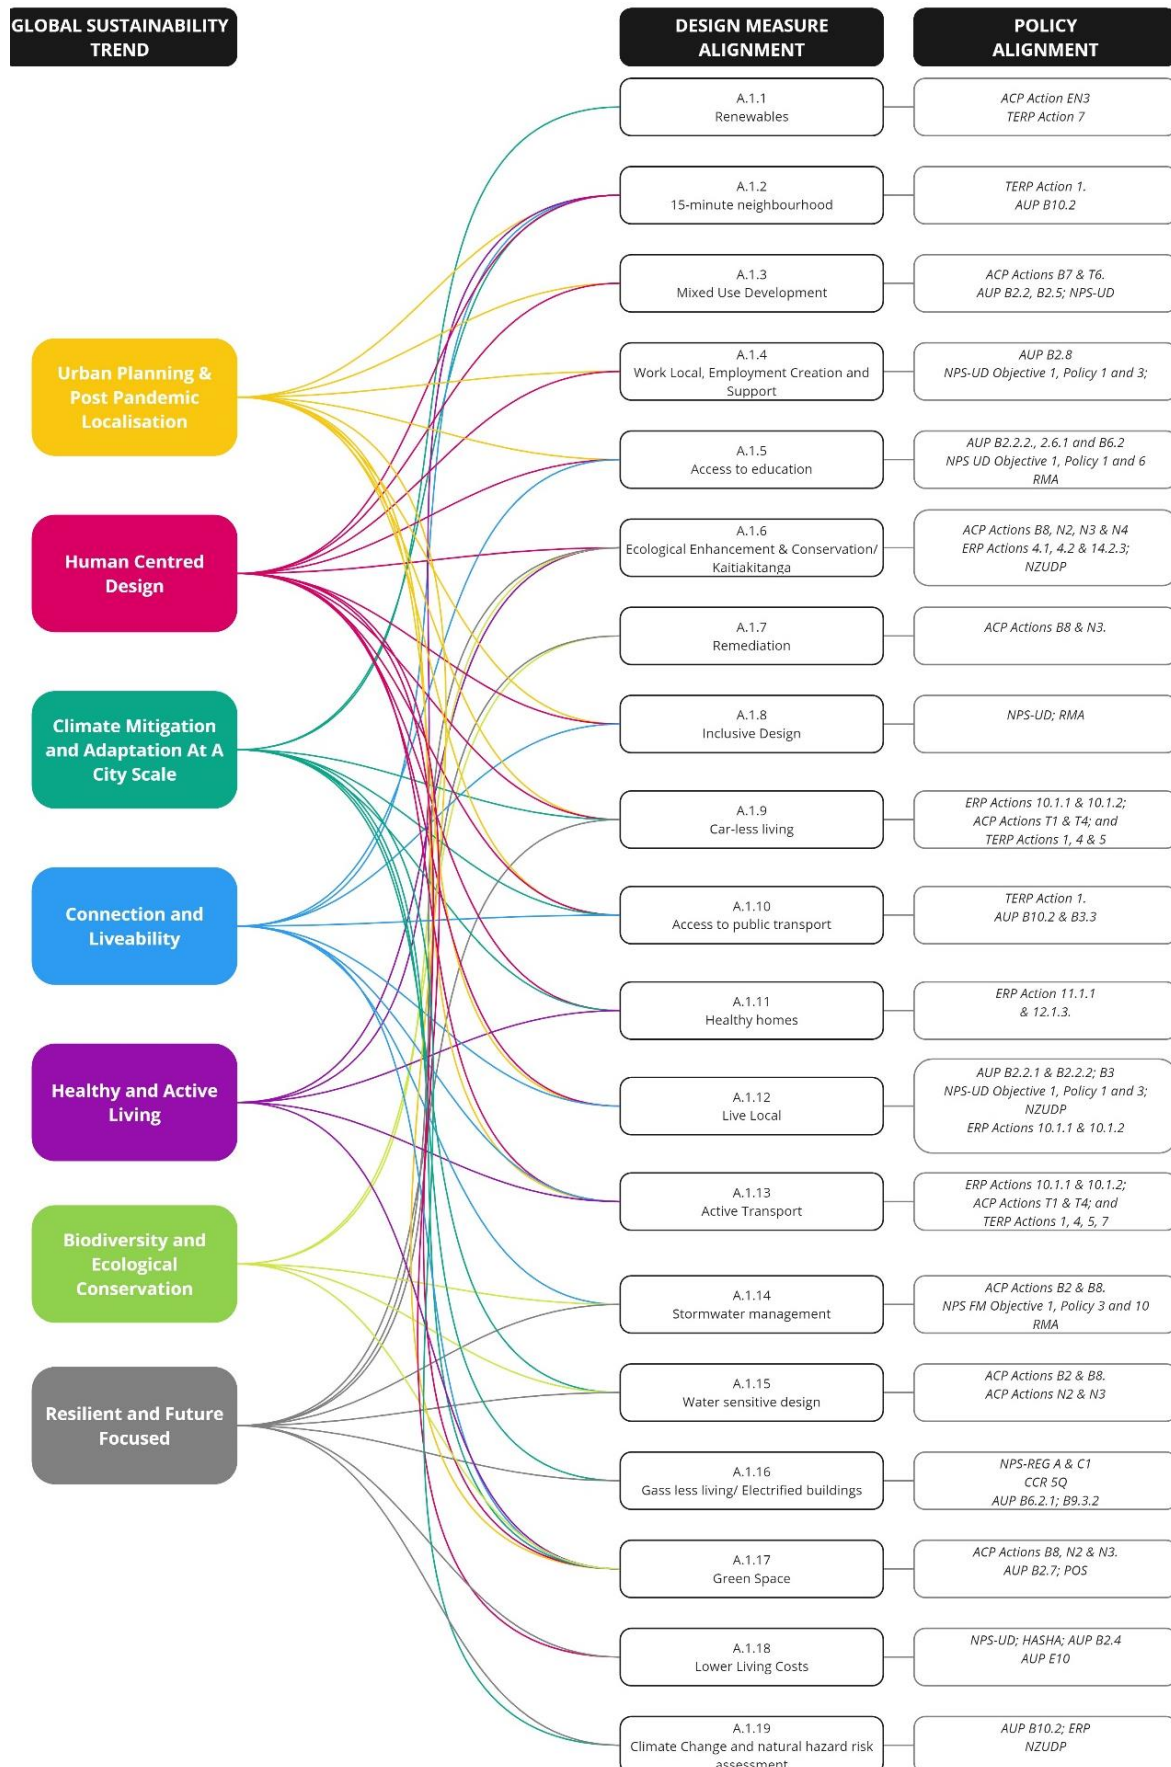 GLOBAL SUSTAINABILITY
TREND
DESIGN MEASURE
ALIGNMENT
POLICY
ALIGNMENT
Urban Planning &
Post Pandemic
Localisation
Human Centred
Design
Climate Mitigation
and Adaptation At A
City Scale
Connection and
Liveability
Healthy and Active
Living
Biodiversity and
Ecological
Conservation
Resilient and Future
Focused
A.1.1
Renewables
ACP Action EN3
TERP Action 7
A.1.2
15-minute neighbourhood
TERP Action 1.
AUP B10.2
A.1.3
Mixed Use Development
ACP Actions B7 & T6.
AUP B2.2, B2.5; NPS-UD
A.1.4
Work Local, Employment Creation and
Support
AUP B2.8
NPS-UD Objective 1, Policy 1 and 3;
A.1.5
Access to education
AUP B2.2.2., 2.6.1 and B6.2
NPS UD Objective 1, Policy 1 and 6
RMA
A.1.6
Ecological Enhancement & Conservation/
Kaitiakitanga
ACP Actions B8, N2, N3 & N4
ERP Actions 4.1, 4.2 & 14.2.3;
NZUDP
A.1.7
Remediation
ACP Actions B8 & N3.
A.1.8
Inclusive Design
NPS-UD; RMA
A.1.9
Car-less living
ERP Actions 10.1.1 & 10.1.2;
ACP Actions T1 & T4; and
TERP Actions 1, 4 & 5
A.1.10
Access to public transport
TERP Action 1.
AUP B10.2 & B3.3
A.1.11
Healthy homes
ERP Action 11.1.1
& 12.1.3.
A.1.12
Live Local
AUP B2.2.1 & B2.2.2; B3
NPS-UD Objective 1, Policy 1 and 3;
NZUDP
ERP Actions 10.1.1 & 10.1.2
A.1.13
Active Transport
ERP Actions 10.1.1 & 10.1.2;
ACP Actions T1 & T4; and
TERP Actions 1, 4, 5, 7
A.1.14
Stormwater management
ACP Actions B2 & B8.
NPS FM Objective 1, Policy 3 and 10
RMA
A.1.15
Water sensitive design
ACP Actions B2 & B8.
ACP Actions N2 & N3
A.1.16
Gass less living/ Electrified buildings
NPS-REG A & C1
CCR 5Q
AUP B6.2.1; B9.3.2
A.1.17
Green Space
ACP Actions B8, N2 & N3.
AUP B2.7; POS
A.1.18
Lower Living Costs
NPS-UD; HASHA; AUP B2.4
AUP E10
A.1.19
Climate Change and natural hazard risk
assessment
AUP B10.2; ERP
NZUDP